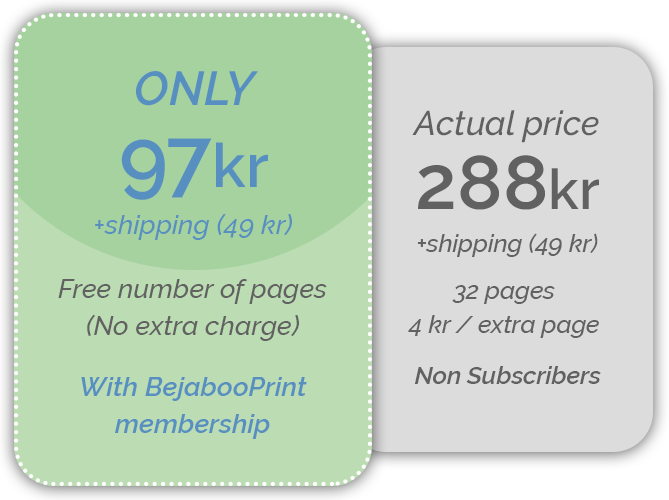 ONLY
97kr
+shipping (49 kr)
Free number of pages
(No extra charge)
With BejabooPrint
membership
Actual price
288kr
+shipping (49 kr)
32 pages
4 kr / extra page
Non Subscribers